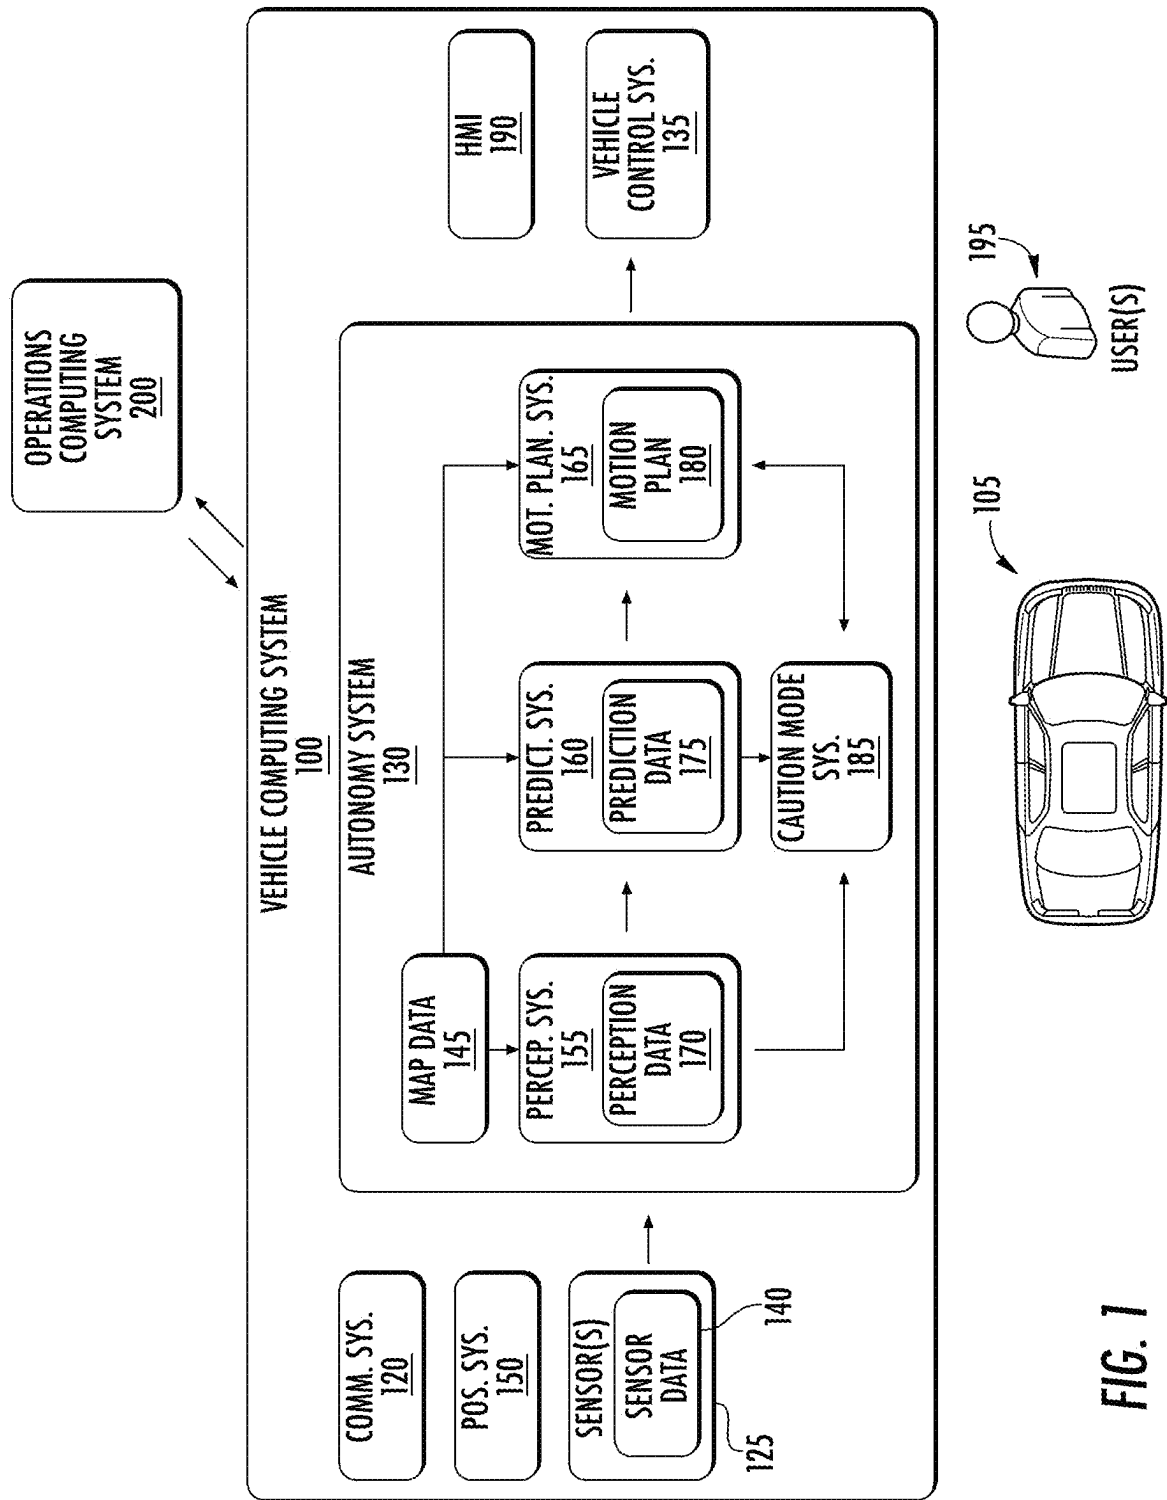 OPERATIONS
COMPUTING
SYSTEM
200
VEHICLE COMPUTING SYSTEM
100
COMM. SYS.
120
POS. SYS.
150
SENSOR(S)
SENSOR
DATA
140
125
AUTONOMY SYSTEM
130
MAP DATA
145
PERCEP. SYS.
155
PERCEPTION
DATA
170
PREDICT. SYS.
160
PREDICTION
DATA
175
MOT. PLAN. SYS.
165
MOTION
PLAN
180
CAUTION MODE
SYS.
185
HMI
190
VEHICLE
CONTROL SYS.
135
105
195
USER(S)
FIG. 1